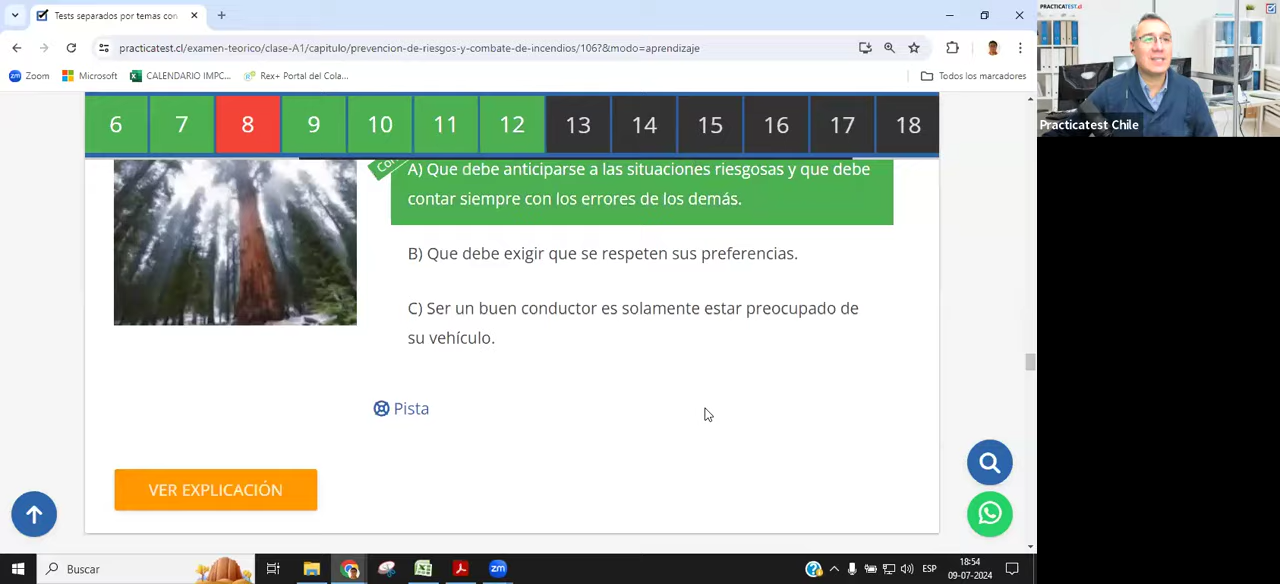 Tests separados por temas con
practicatest.cl/examen-teorico/clase-A1/capitulo/prevencion-de-riesgos-y-combate-de-incendios/1067&modo=aprendizaje
Zoom
Microsoft
CALENDARIO IMPC...
Rex+ Portal del Cola...
Todos los marcadores
PRACTICATEST.cl
Practicatest Chile
6 7 8 9 10 11 12 13 14 15 16 17 18
A) Que debe anticiparse a las situaciones riesgosas y que debe
contar siempre con los errores de los demás.
B) Que debe exigir que se respeten sus preferencias.
C) Ser un buen conductor es solamente estar preocupado de
su vehículo.
Pista
VER EXPLICACIÓN
Buscar
zm
ESP
18:54
09-07-2024